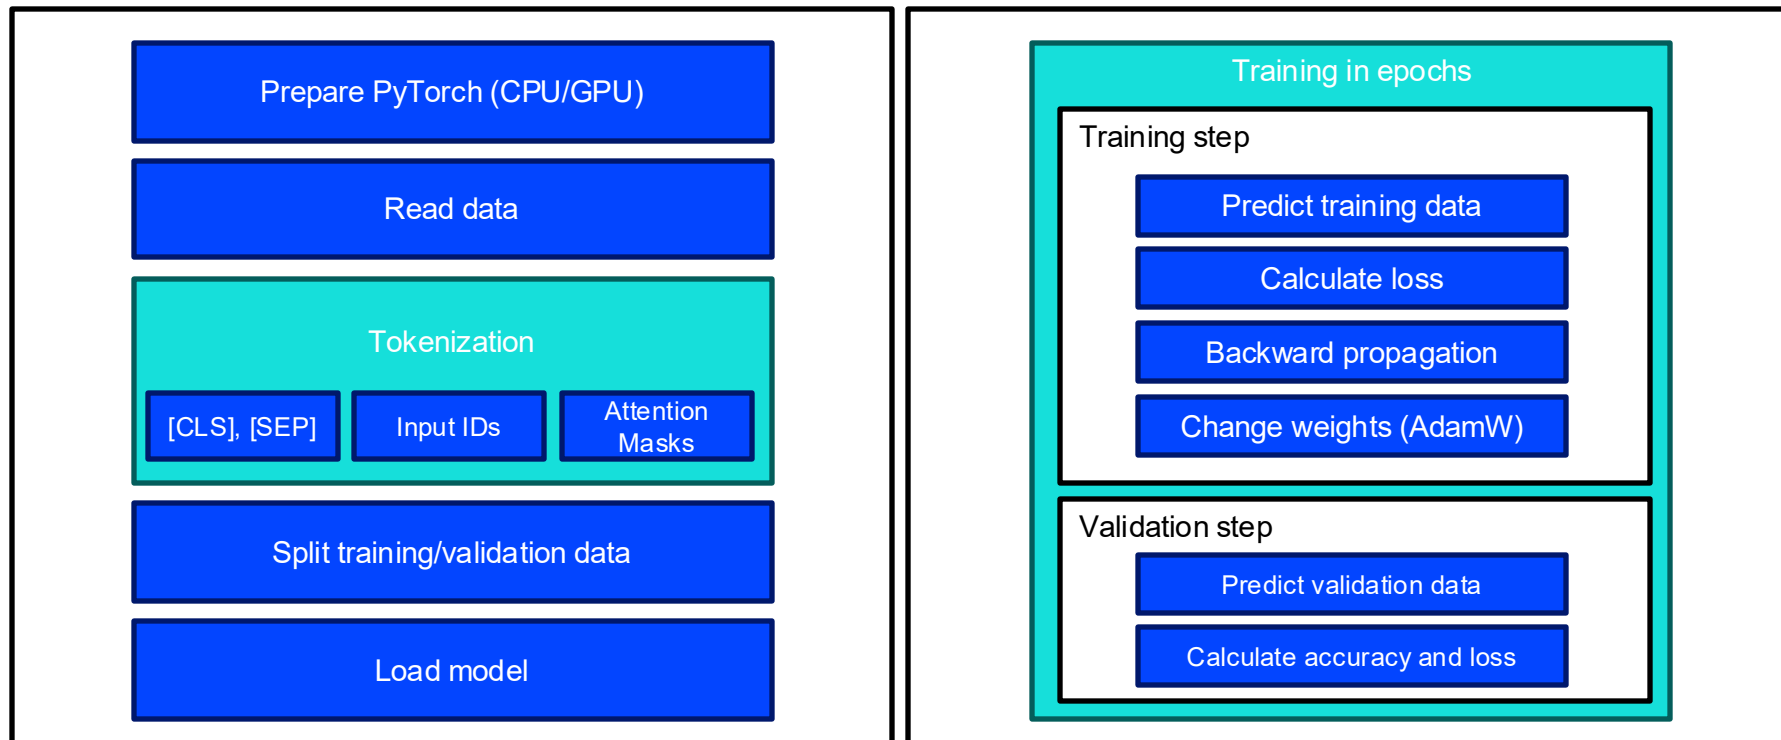 Prepare PyTorch (CPU/GPU)
Read data
Tokenization
[CLS], [SEP]
Input IDs
Attention
Masks
Split training/validation data
Load model
Training in epochs
Training step
Predict training data
Calculate loss
Backward propagation
Change weights (AdamW)
Validation step
Predict validation data
Calculate accuracy and loss